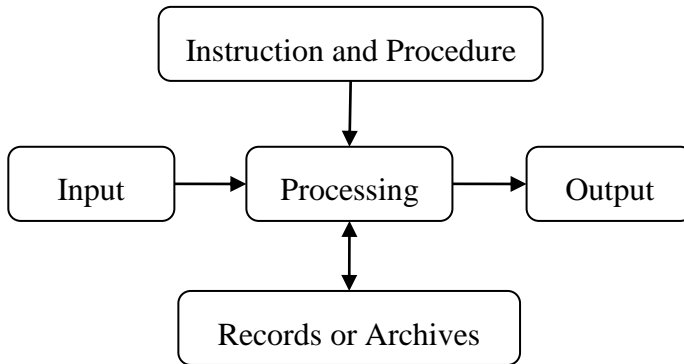 Instruction and Procedure
Input
Processing
Output
Records or Archives